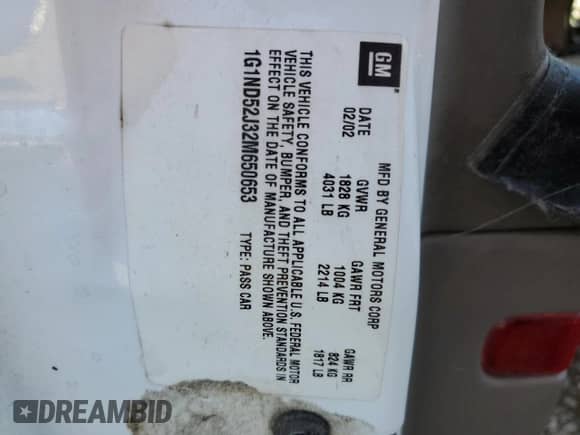 GM
MFD BY GENERAL MOTORS CORP
DATE GVWR GAWR FRT GAWR RR
02/02 1828 KG 1004 KG 824 KG
4031 LB 2214 LB 1817 LB
THIS VEHICLE CONFORMS TO ALL APPLICABLE U.S. FEDERAL MOTOR
VEHICLE SAFETY, BUMPER, AND THEFT PREVENTION STANDARDS IN
EFFECT ON THE DATE OF MANUFACTURE SHOWN ABOVE.
1G1ND52J32M650653 TYPE: PASS CAR
DREAMBID